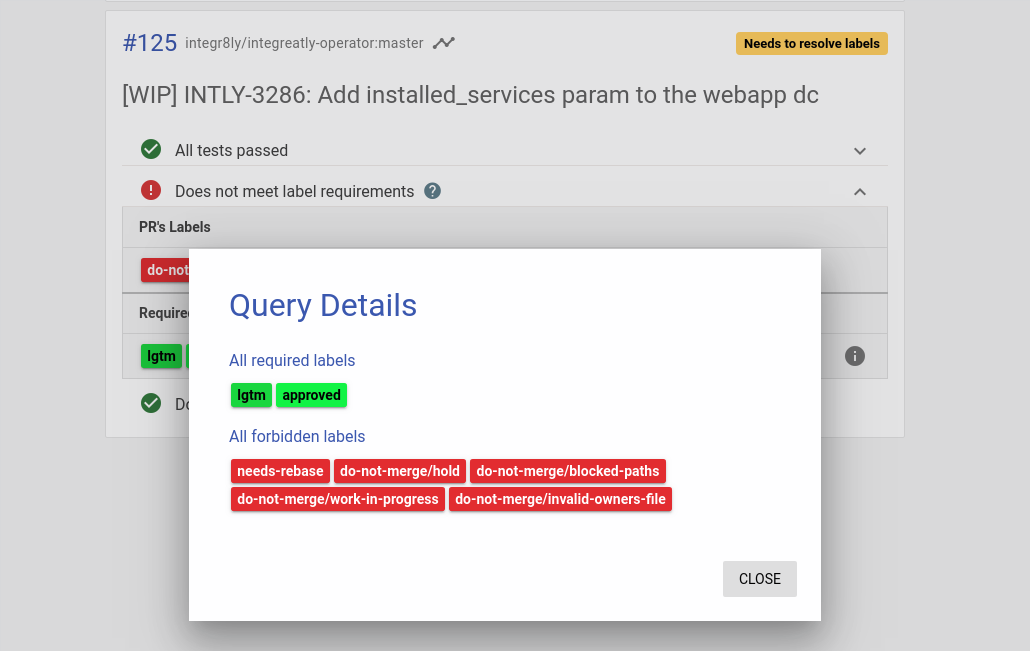 #125 integr8ly/integreatly-operator:master Needs to resolve labels
[WIP] INTLY-3286: Add installed_services param to the webapp dc
All tests passed
Does not meet label requirements
PR's Labels
do-not
Require
lgtm
Query Details
All required labels
lgtm approved
All forbidden labels
needs-rebase do-not-merge/hold do-not-merge/blocked-paths
do-not-merge/work-in-progress do-not-merge/invalid-owners-file
CLOSE